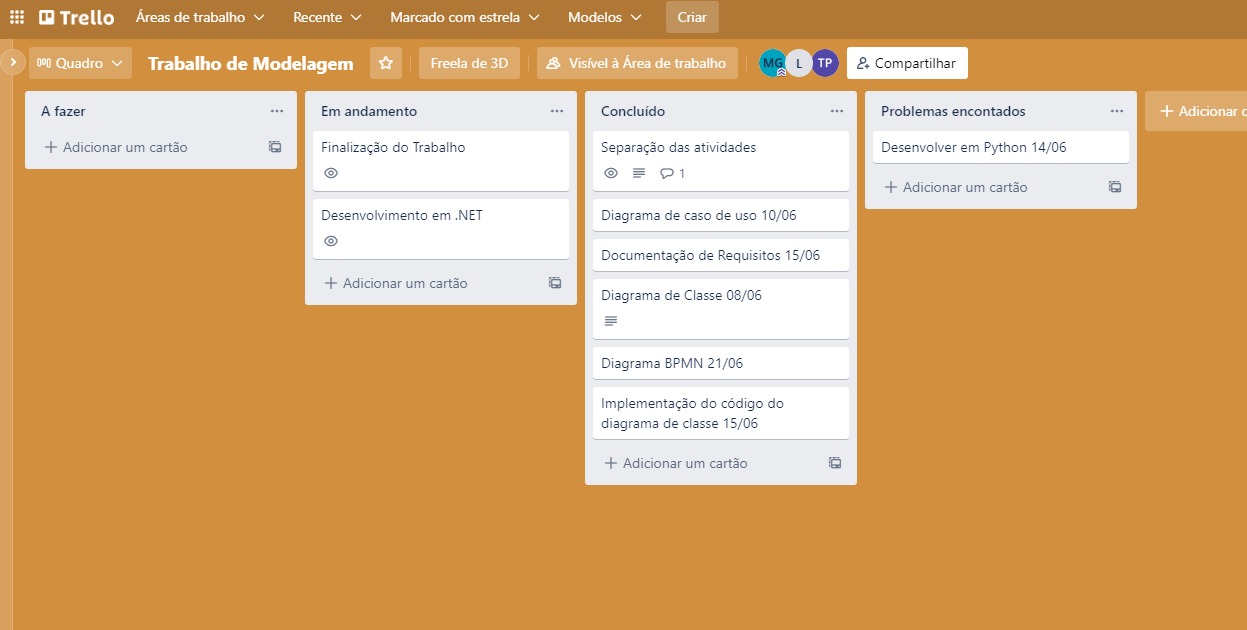 Trello Áreas de trabalho Recente Marcado com estrela Modelos Criar
Quadro Trabalho de Modelagem Freela de 3D Visível à Área de trabalho MG L TP Compartilhar
A fazer
Adicionar um cartão
Em andamento
Finalização do Trabalho
Desenvolvimento em .NET
Adicionar um cartão
Concluído
Separação das atividades
1
Diagrama de caso de uso 10/06
Documentação de Requisitos 15/06
Diagrama de Classe 08/06
Diagrama BPMN 21/06
Implementação do código do
diagrama de classe 15/06
Adicionar um cartão
Problemas encontados
Desenvolver em Python 14/06
Adicionar um cartão
Adicionar